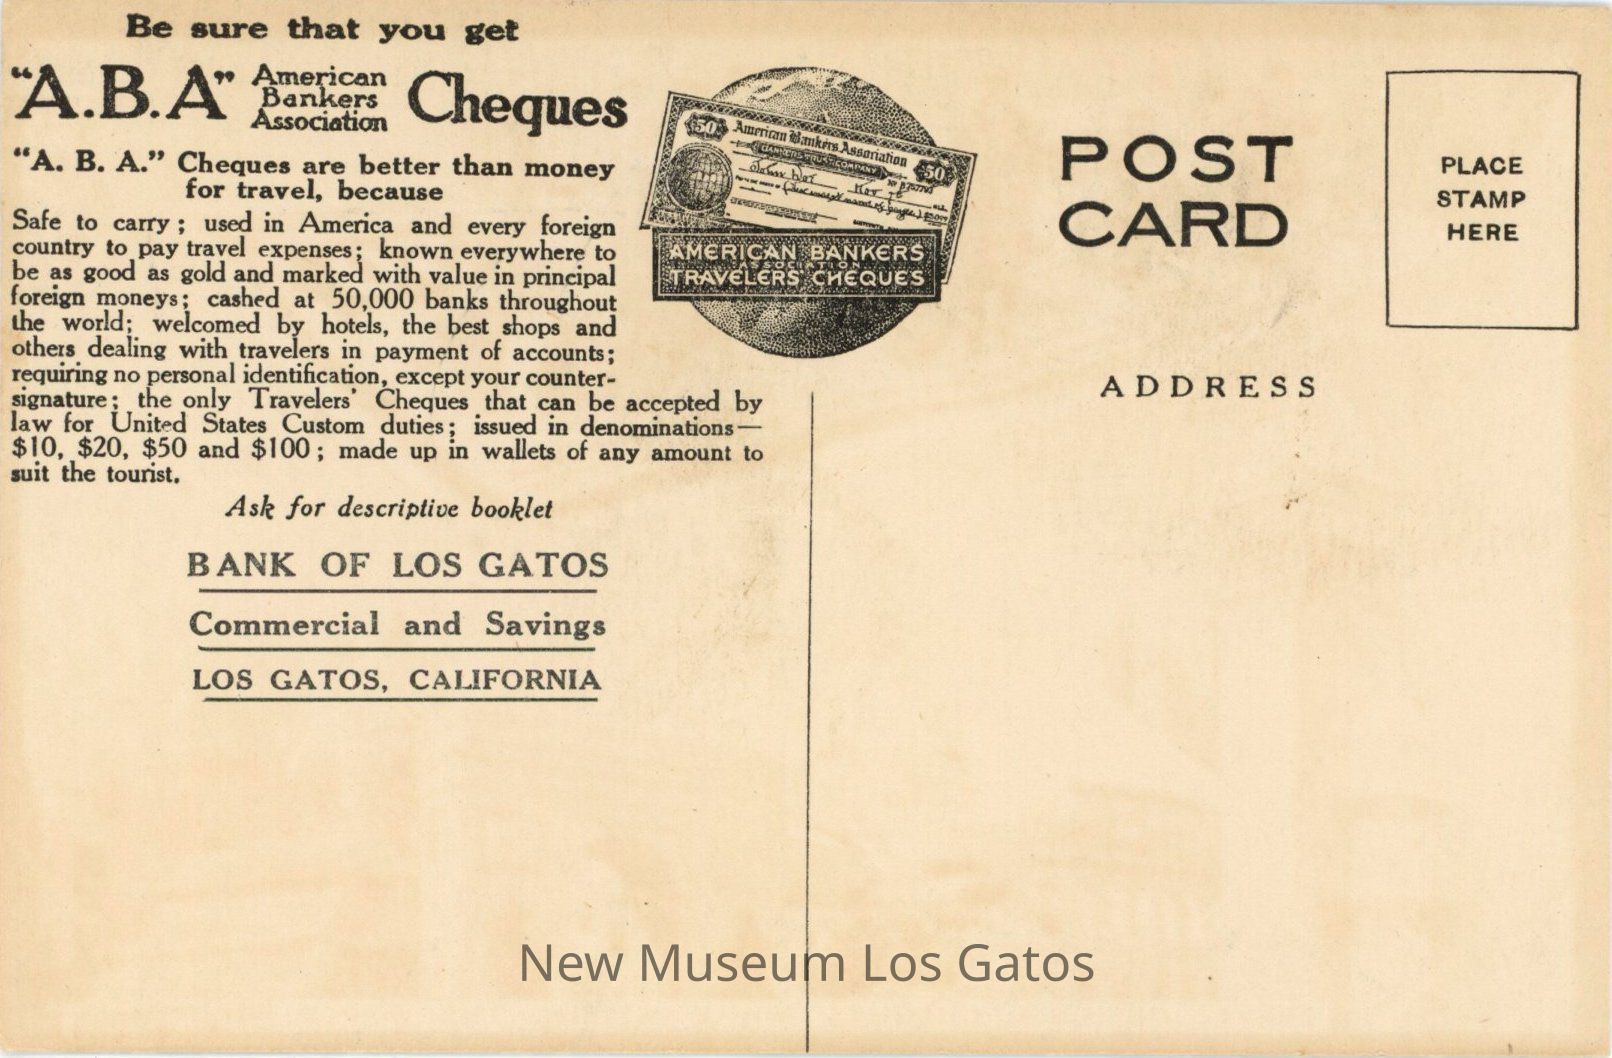 Be sure that you get
“A.B.A” American Bankers Association Cheques
“A. B. A.” Cheques are better than money
for travel, because
Safe to carry; used in America and every foreign
country to pay travel expenses; known everywhere to
be as good as gold and marked with value in principal
foreign moneys; cashed at 50,000 banks throughout
the world; welcomed by hotels, the best shops and
others dealing with travelers in payment of accounts;
requiring no personal identification, except your counter-
signature; the only Travelers’ Cheques that can be accepted by
law for United States Custom duties; issued in denominations—
$10, $20, $50 and $100; made up in wallets of any amount to
suit the tourist.
Ask for descriptive booklet
BANK OF LOS GATOS
Commercial and Savings
LOS GATOS, CALIFORNIA
50
American Bankers Association
BANKERS TRUST COMPANY
50
John Doe
AMERICAN BANKERS
ASSOCIATION
TRAVELERS CHEQUES
POST
CARD
PLACE
STAMP
HERE
ADDRESS
New Museum Los Gatos